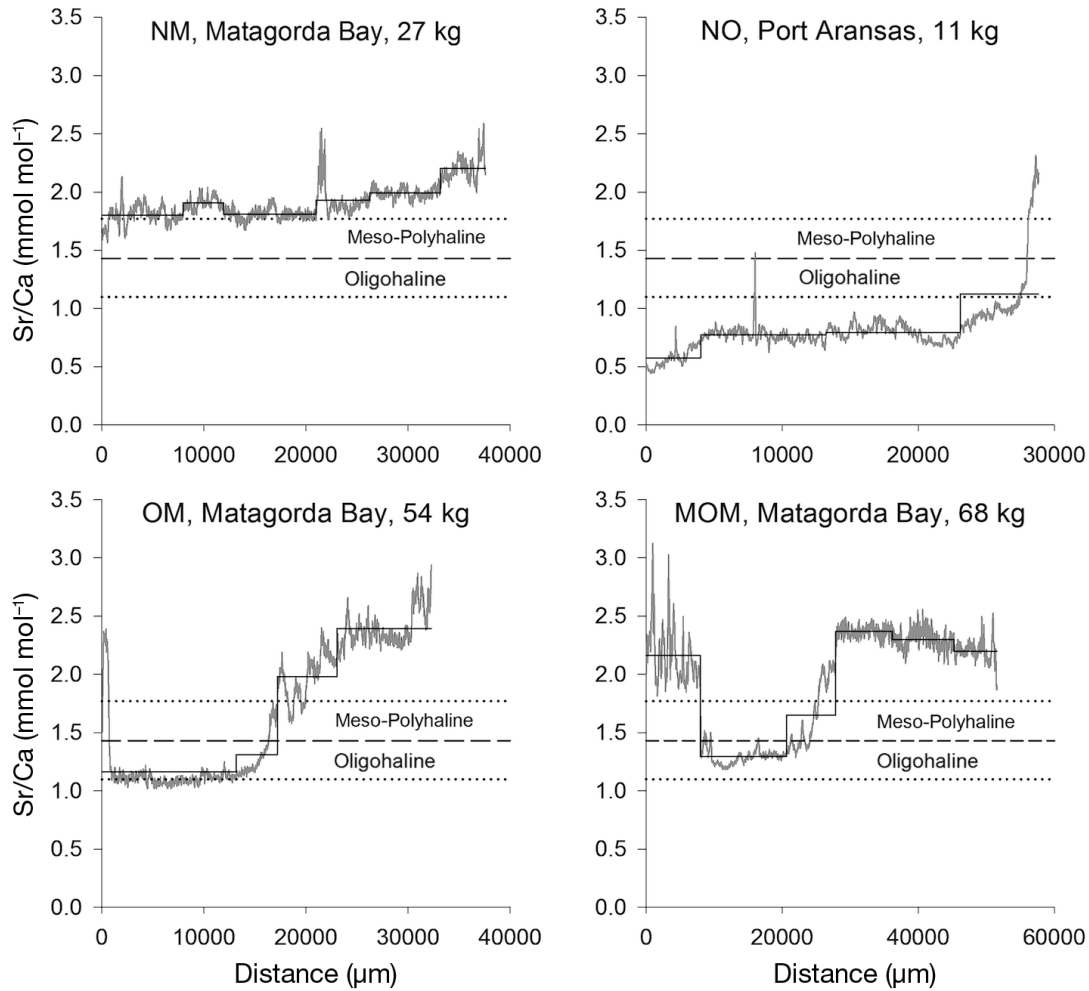 NM, Matagorda Bay, 27 kg
3.5
3.0
2.5
2.0
1.5
1.0
0.5
0.0
Sr/Ca (mmol mol⁻¹)
Meso-Polyhaline
Oligohaline
0 10000 20000 30000 40000
NO, Port Aransas, 11 kg
3.5
3.0
2.5
2.0
1.5
1.0
0.5
0.0
Meso-Polyhaline
Oligohaline
0 10000 20000 30000
OM, Matagorda Bay, 54 kg
3.5
3.0
2.5
2.0
1.5
1.0
0.5
0.0
Sr/Ca (mmol mol⁻¹)
Meso-Polyhaline
Oligohaline
0 10000 20000 30000 40000
Distance (µm)
MOM, Matagorda Bay, 68 kg
3.5
3.0
2.5
2.0
1.5
1.0
0.5
0.0
Meso-Polyhaline
Oligohaline
0 20000 40000 60000
Distance (µm)